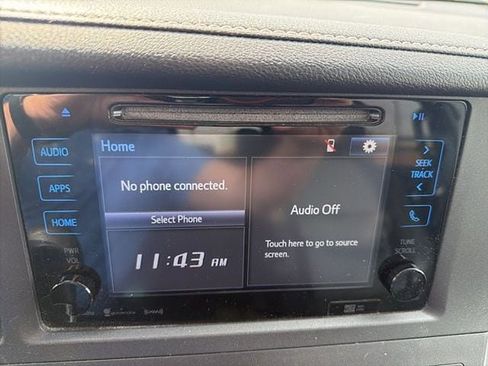 AUDIO
APPS
HOME
PWR
VOL
Home
No phone connected.
Select Phone
11:43 AM
Audio Off
Touch here to go to source
screen.
SEEK
TRACK
TUNE
SCROLL